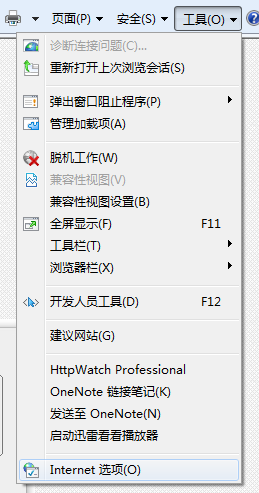 页面(P) 安全(S) 工具(O)
诊断连接问题(C)...
重新打开上次浏览会话(S)
弹出窗口阻止程序(P)
管理加载项(A)
脱机工作(W)
兼容性视图(V)
兼容性视图设置(B)
全屏显示(F) F11
工具栏(T)
浏览器栏(X)
开发人员工具(D) F12
建议网站(G)
HttpWatch Professional
OneNote 链接笔记(K)
发送至 OneNote(N)
启动迅雷看看播放器
Internet 选项(O)